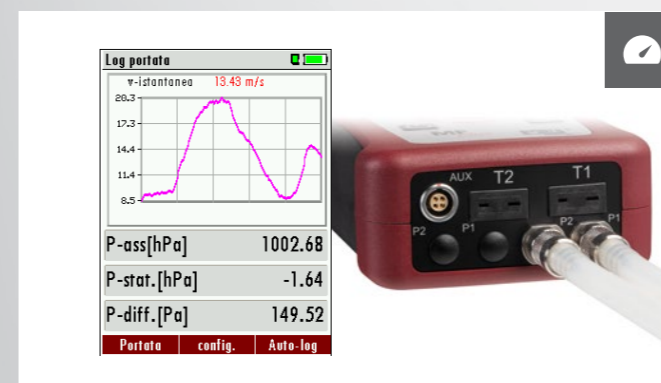 Log portata
v-istantanea 13.43 m/s
20.3
17.3
14.4
11.4
8.5
P-ass[hPa] 1002.68
P-stat.[hPa] -1.64
P-diff.[Pa] 149.52
Portata config. Auto-log
AUX T2 T1
P2 P1 P2 P1